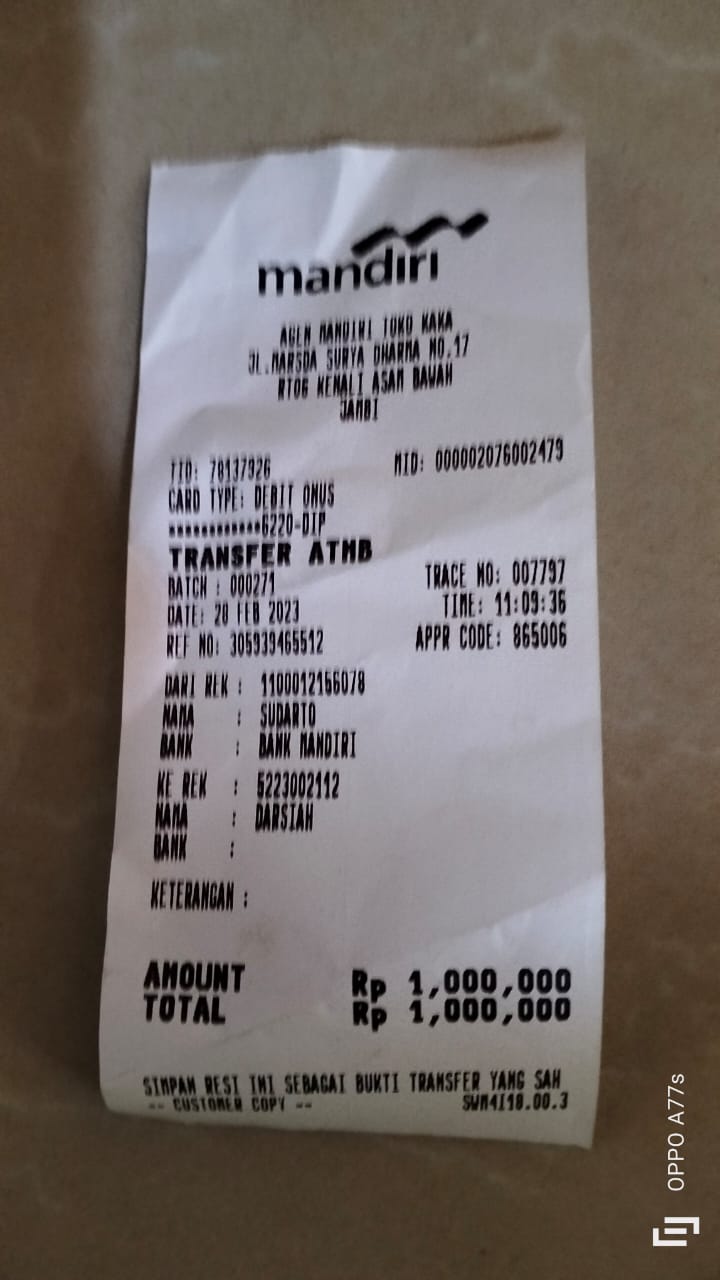 mandiri
AGEN MANDIRI TOKO KAKA
JL.MARSDA SURYA DHARMA NO.17
RT06 KENALI ASAM BAWAH
JAMBI
TID: 78137926 MID: 000002076002479
CARD TYPE: DEBIT ONUS
************6220-DIP
TRANSFER ATMB
BATCH : 000271 TRACE NO: 007797
DATE: 28 FEB 2023 TIME: 11:09:36
REF NO: 305939465512 APPR CODE: 865006
DARI REK : 1100012166078
NAMA : SUDARTO
BANK : BANK MANDIRI
KE REK : 5223002112
NAMA : DARSIAH
BANK :
KETERANGAN :
AMOUNT Rp 1,000,000
TOTAL Rp 1,000,000
SIMPAN RESI INI SEBAGAI BUKTI TRANSFER YANG SAH
-- CUSTOMER COPY -- SWM4I18.00.3
OPPO A77s